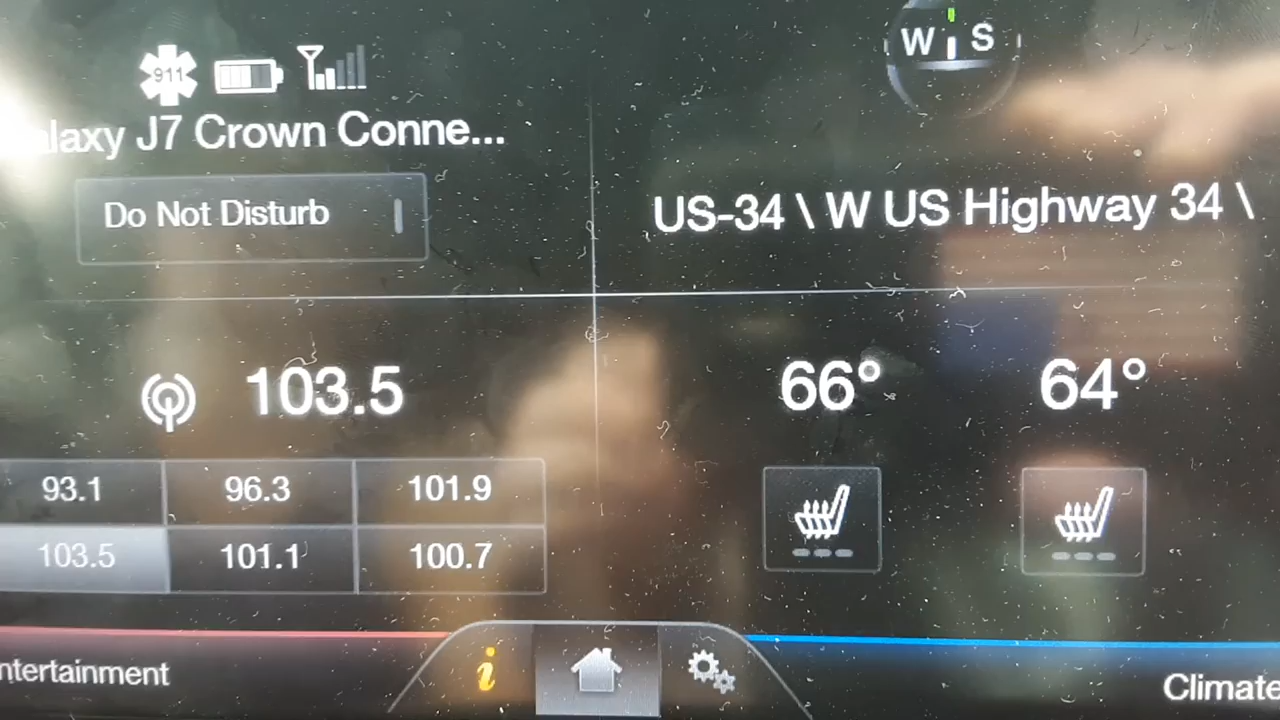 W S
911
alaxy J7 Crown Conne...
Do Not Disturb
US-34 \ W US Highway 34 \
103.5
66° 64°
93.1 96.3 101.9
103.5 101.1 100.7
ntertainment
i
Climate